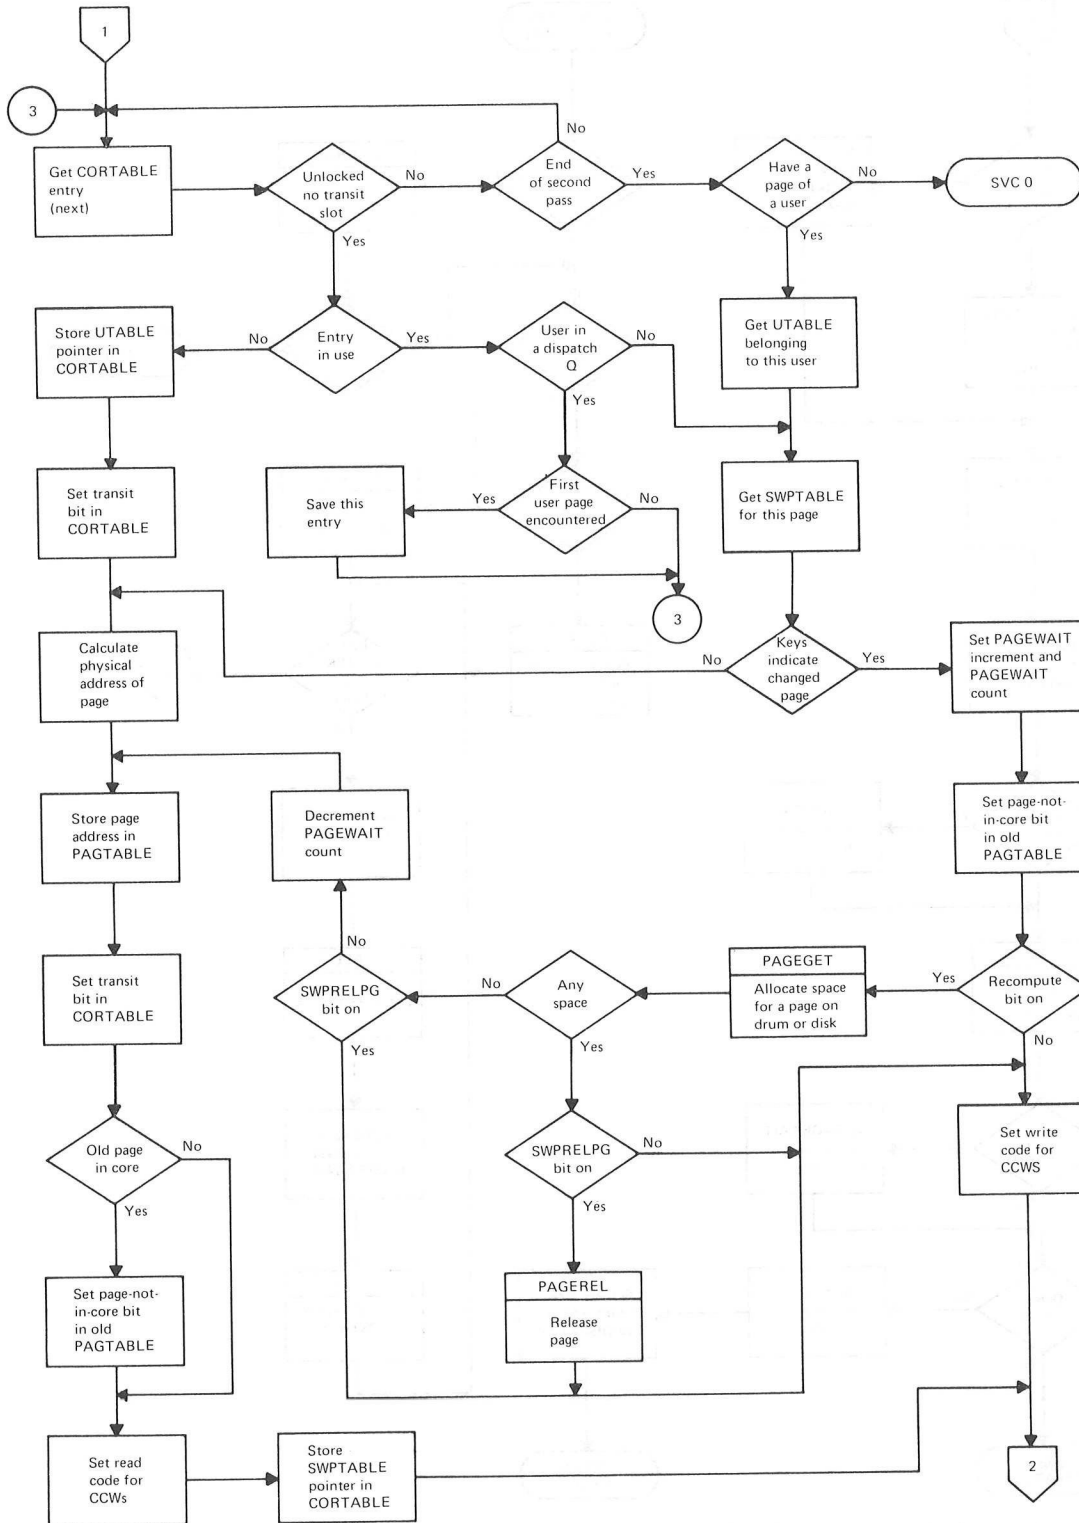 1
3
No
Get CORTABLE
entry
(next)
Unlocked
no transit
slot
No
End
of second
pass
Yes
Have a
page of
a user
No
SVC 0
Yes
Yes
Store UTABLE
pointer in
CORTABLE
No
Entry
in use
Yes
User in
a dispatch
Q
No
Get UTABLE
belonging
to this user
Yes
Set transit
bit in
CORTABLE
Save this
entry
Yes
First
user page
encountered
No
Get SWPTABLE
for this page
3
Calculate
physical
address of
page
No
Keys
indicate
changed
page
Yes
Set PAGEWAIT
increment and
PAGEWAIT
count
Store page
address in
PAGTABLE
Decrement
PAGEWAIT
count
Set page-not-
in-core bit
in old
PAGTABLE
No
Set transit
bit in
CORTABLE
SWPRELPG
bit on
No
Any
space
PAGEGET
Allocate space
for a page on
drum or disk
Yes
Recompute
bit on
Yes
Yes
No
Old page
in core
No
SWPRELPG
bit on
No
Set write
code for
CCWS
Yes
Yes
Set page-not-
in-core bit
in old
PAGTABLE
PAGEREL
Release
page
Set read
code for
CCWs
Store
SWPTABLE
pointer in
CORTABLE
2